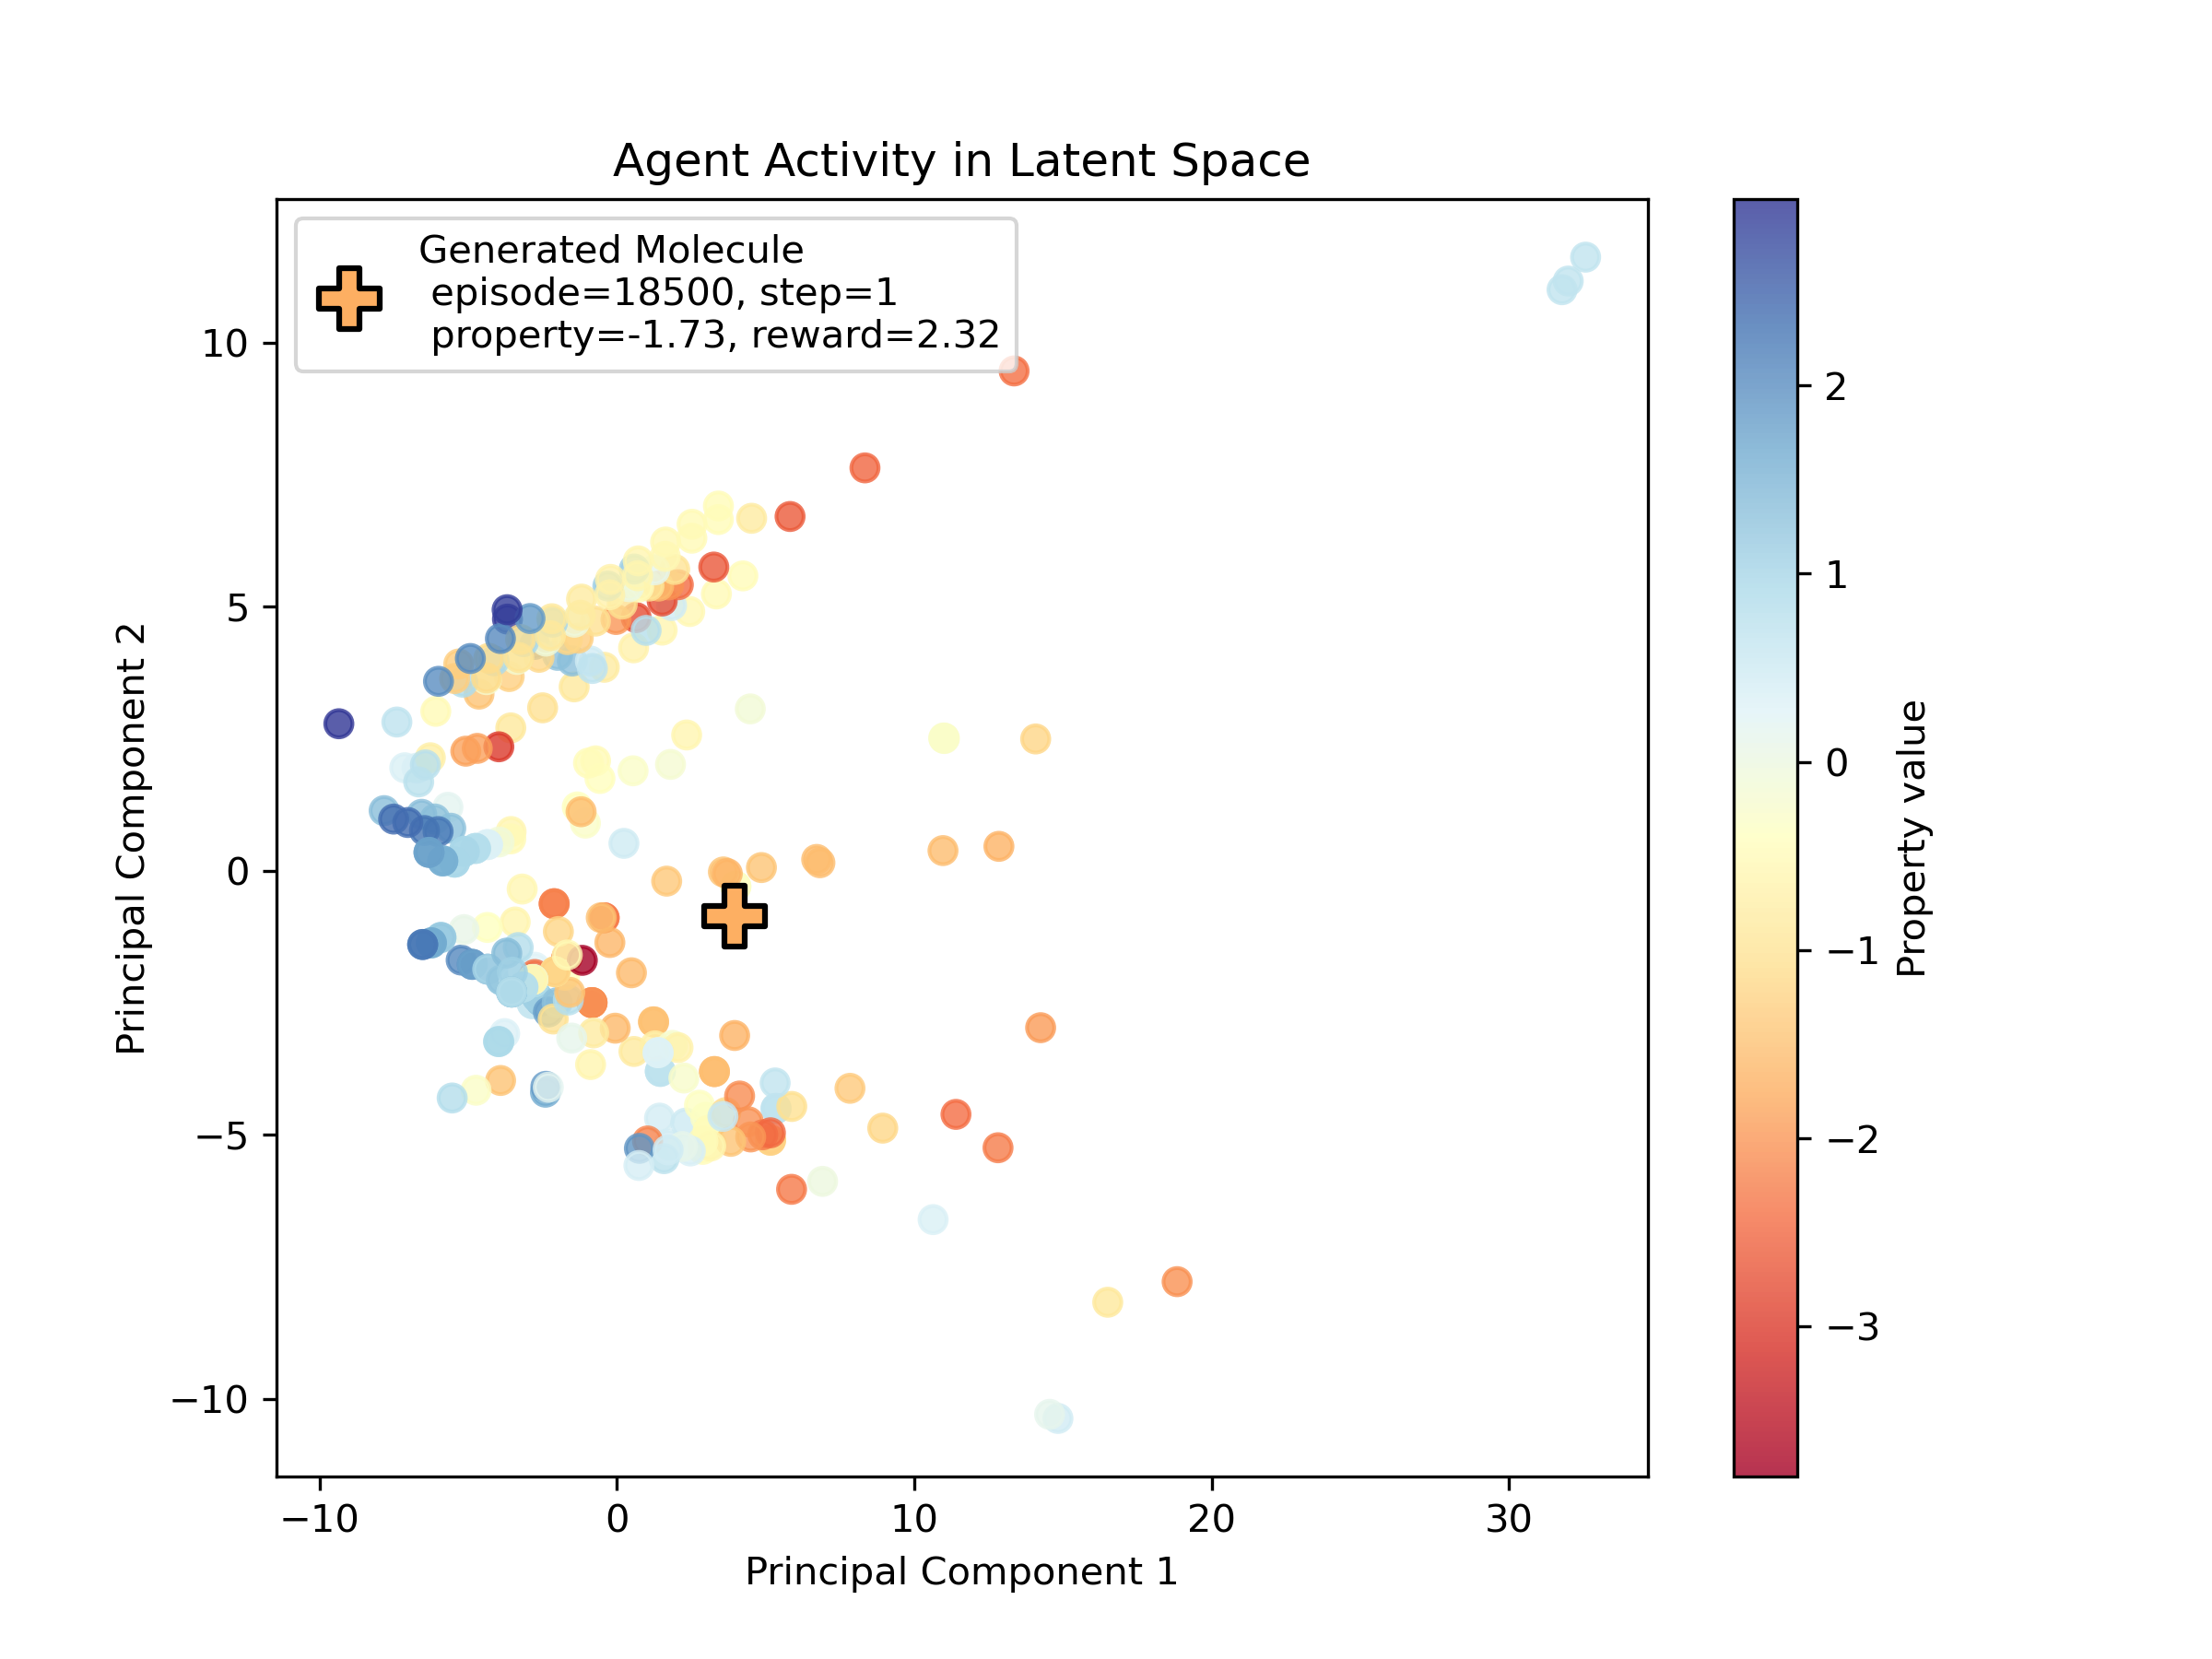 Agent Activity in Latent Space
Generated Molecule
episode=18500, step=1
property=-1.73, reward=2.32
10
5
0
−5
−10
Principal Component 2
−10
0
10
20
30
Principal Component 1
2
1
0
−1
−2
−3
Property value